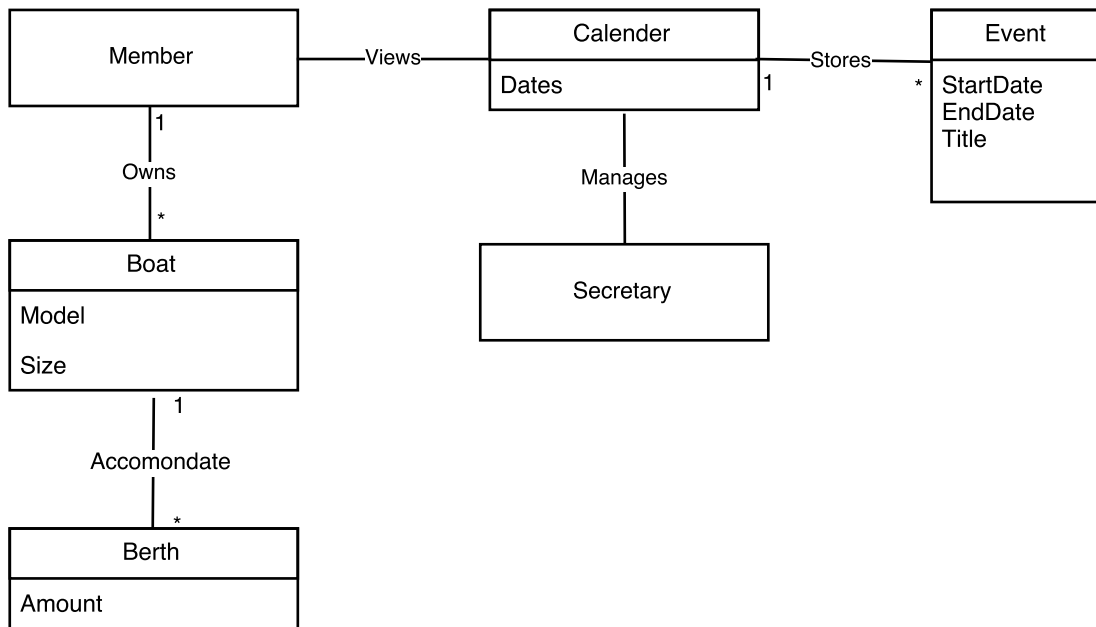 Member
Views
Calender
Dates
Stores
Event
StartDate
EndDate
Title
1
*
1
Owns
*
Manages
Boat
Model
Size
Secretary
1
Accomondate
*
Berth
Amount